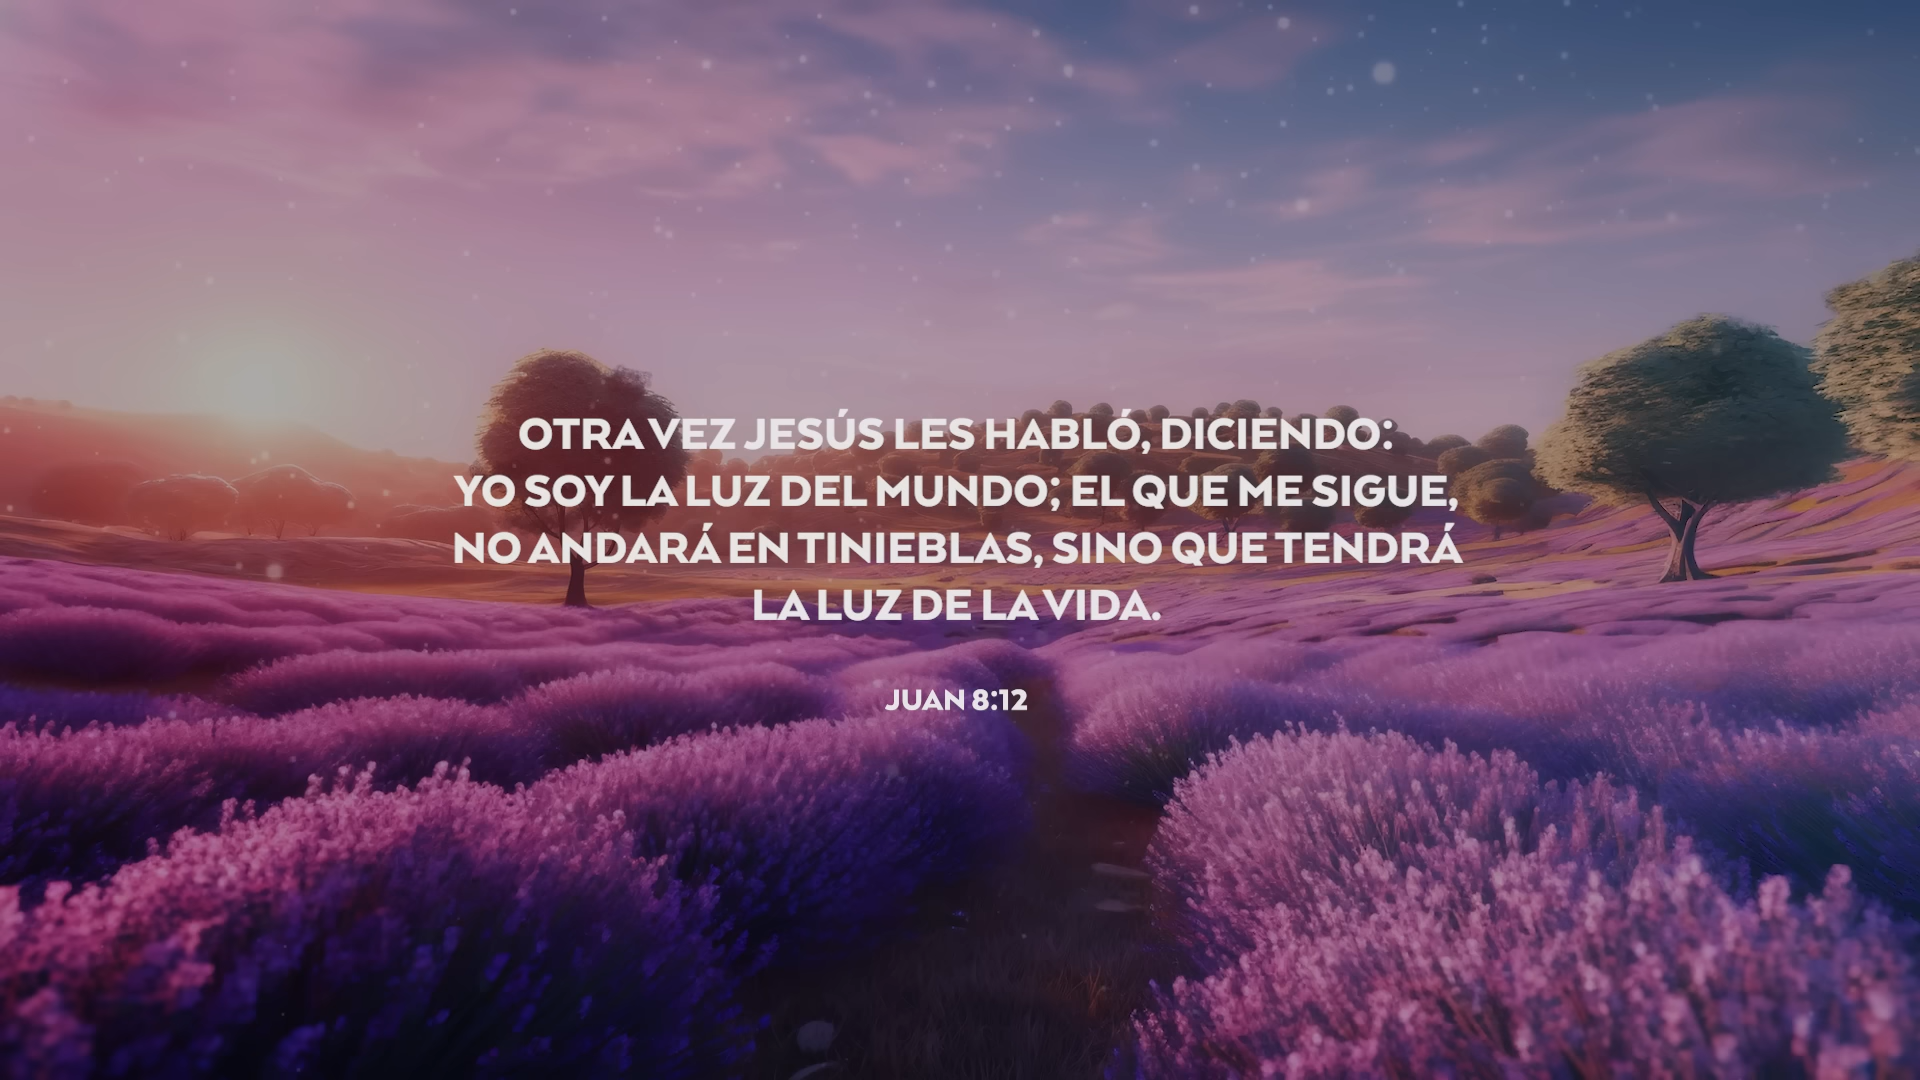 OTRA VEZ JESÚS LES HABLÓ, DICIENDO:
YO SOY LA LUZ DEL MUNDO; EL QUE ME SIGUE,
NO ANDARÁ EN TINIEBLAS, SINO QUE TENDRÁ
LA LUZ DE LA VIDA.
JUAN 8:12